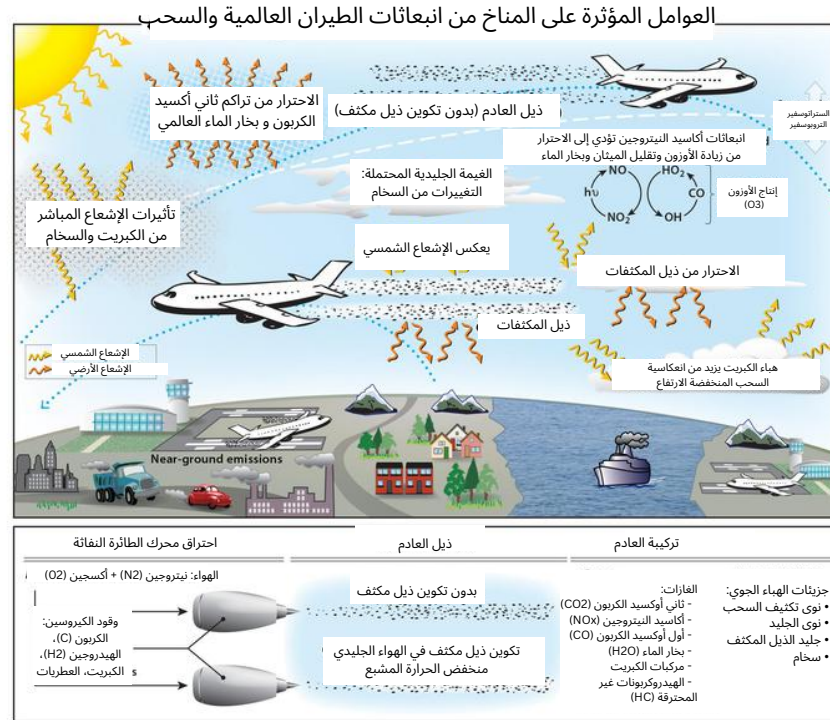 العوامل المؤثرة على المناخ من انبعاثات الطيران العالمية والسحب
الاحترار من تراكم ثاني أكسيد
الكربون و بخار الماء العالمي
ذيل العادم (بدون تكوين ذيل مكثف)
الستراتوسفير
التروبوسفير
انبعاثات أكاسيد النيتروجين تؤدي إلى الاحترار
من زيادة الأوزون وتقليل الميثان وبخار الماء
NO
HO2
hυ
CO
NO2
OH
إنتاج الأوزون
(O3)
الغيمة الجليدية المحتملة:
التغييرات من السخام
تأثيرات الإشعاع المباشر
من الكبريت والسخام
يعكس الإشعاع الشمسي
الاحترار من ذيل المكثفات
ذيل المكثفات
الإشعاع الشمسي
الإشعاع الأرضي
هباء الكبريت يزيد من انعكاسية
السحب المنخفضة الارتفاع
Near-ground emissions
تركيبة العادم
ذيل العادم
احتراق محرك الطائرة النفاثة
جزيئات الهباء الجوي:
• نوى تكثيف السحب
• نوى الجليد
• جليد الذيل المكثف
• سخام
الغازات:
- ثاني أوكسيد الكربون (CO2)
- أكاسيد النيتروجين (NOx)
- أول أوكسيد الكربون (CO)
- بخار الماء (H2O)
- مركبات الكبريت
- الهيدروكربونات غير
المحترقة (HC)
بدون تكوين ذيل مكثف
تكوين ذيل مكثف في الهواء الجليدي
منخفض الحرارة المشبع
الهواء: نيتروجين (N2) + أكسجين (O2)
وقود الكيروسين:
الكربون (C)،
الهيدروجين (H2)،
الكبريت، العطريات